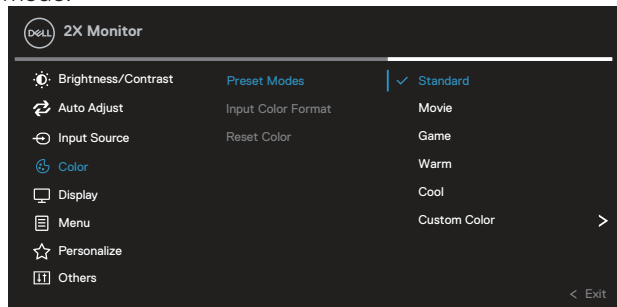 DELL 2X Monitor
Brightness/Contrast Preset Modes Standard
Auto Adjust Input Color Format Movie
Input Source Reset Color Game
Color Warm
Display Cool
Menu Custom Color >
Personalize
Others
< Exit